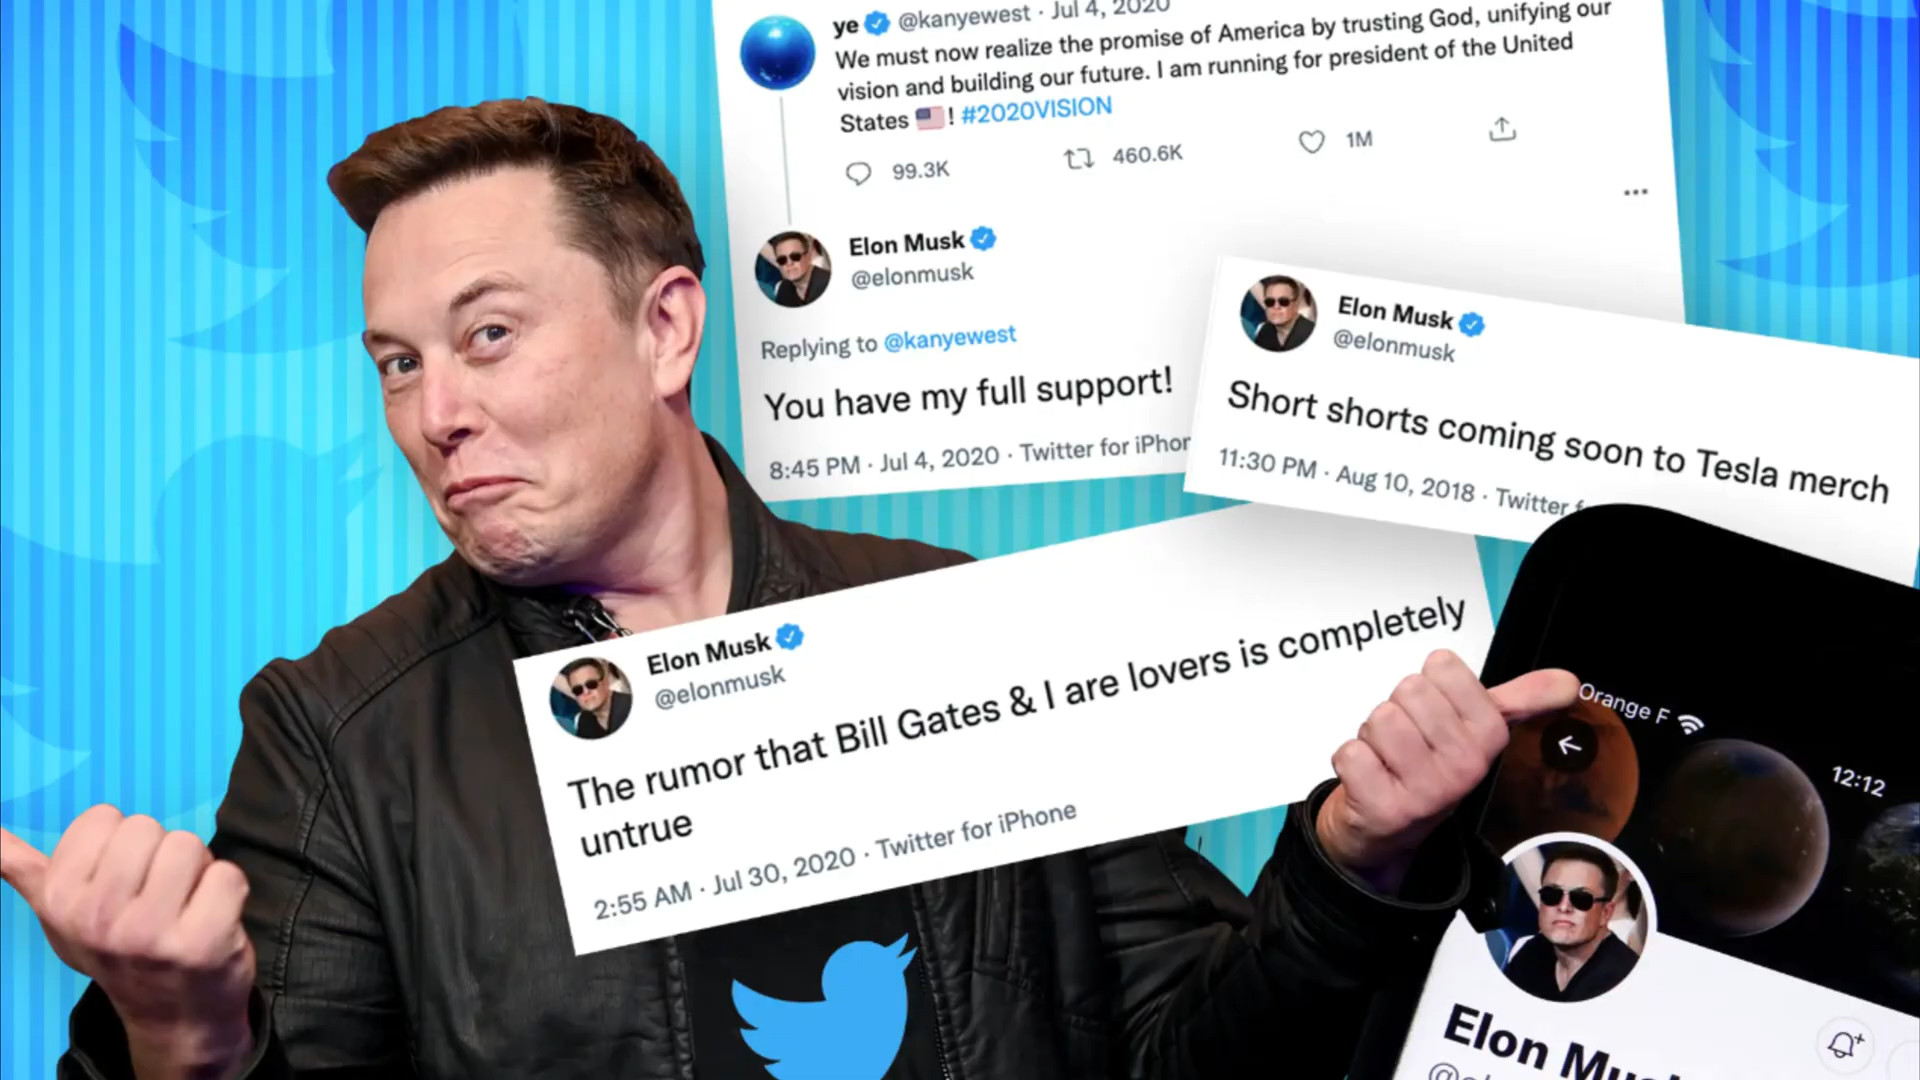 ye @kanyewest · Jul 4, 2020
We must now realize the promise of America by trusting God, unifying our
vision and building our future. I am running for president of the United
States 🇺🇸! #2020VISION
99.3K 460.6K 1M
Elon Musk
@elonmusk
Replying to @kanyewest
You have my full support!
8:45 PM · Jul 4, 2020 · Twitter for iPhon
Elon Musk
@elonmusk
Short shorts coming soon to Tesla merch
11:30 PM · Aug 10, 2018 · Twitter f
Elon Musk
@elonmusk
The rumor that Bill Gates & I are lovers is completely
untrue
2:55 AM · Jul 30, 2020 · Twitter for iPhone
Orange F
12:12
Elon Mus